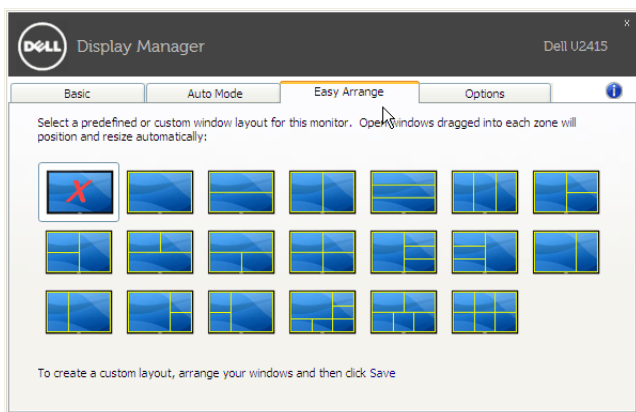 x
DELL Display Manager Dell U2415
Basic Auto Mode Easy Arrange Options i
Select a predefined or custom window layout for this monitor. Open windows dragged into each zone will
position and resize automatically:
X
To create a custom layout, arrange your windows and then click Save